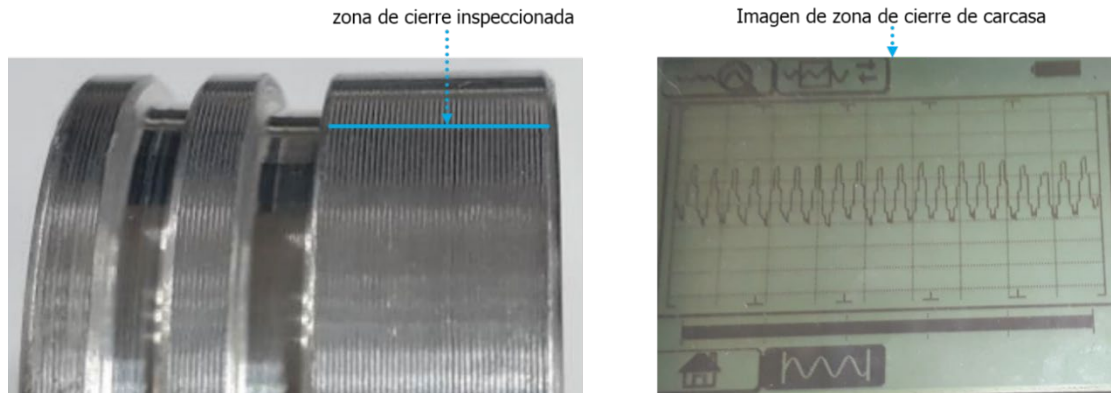 zona de cierre inspeccionada
Imagen de zona de cierre de carcasa